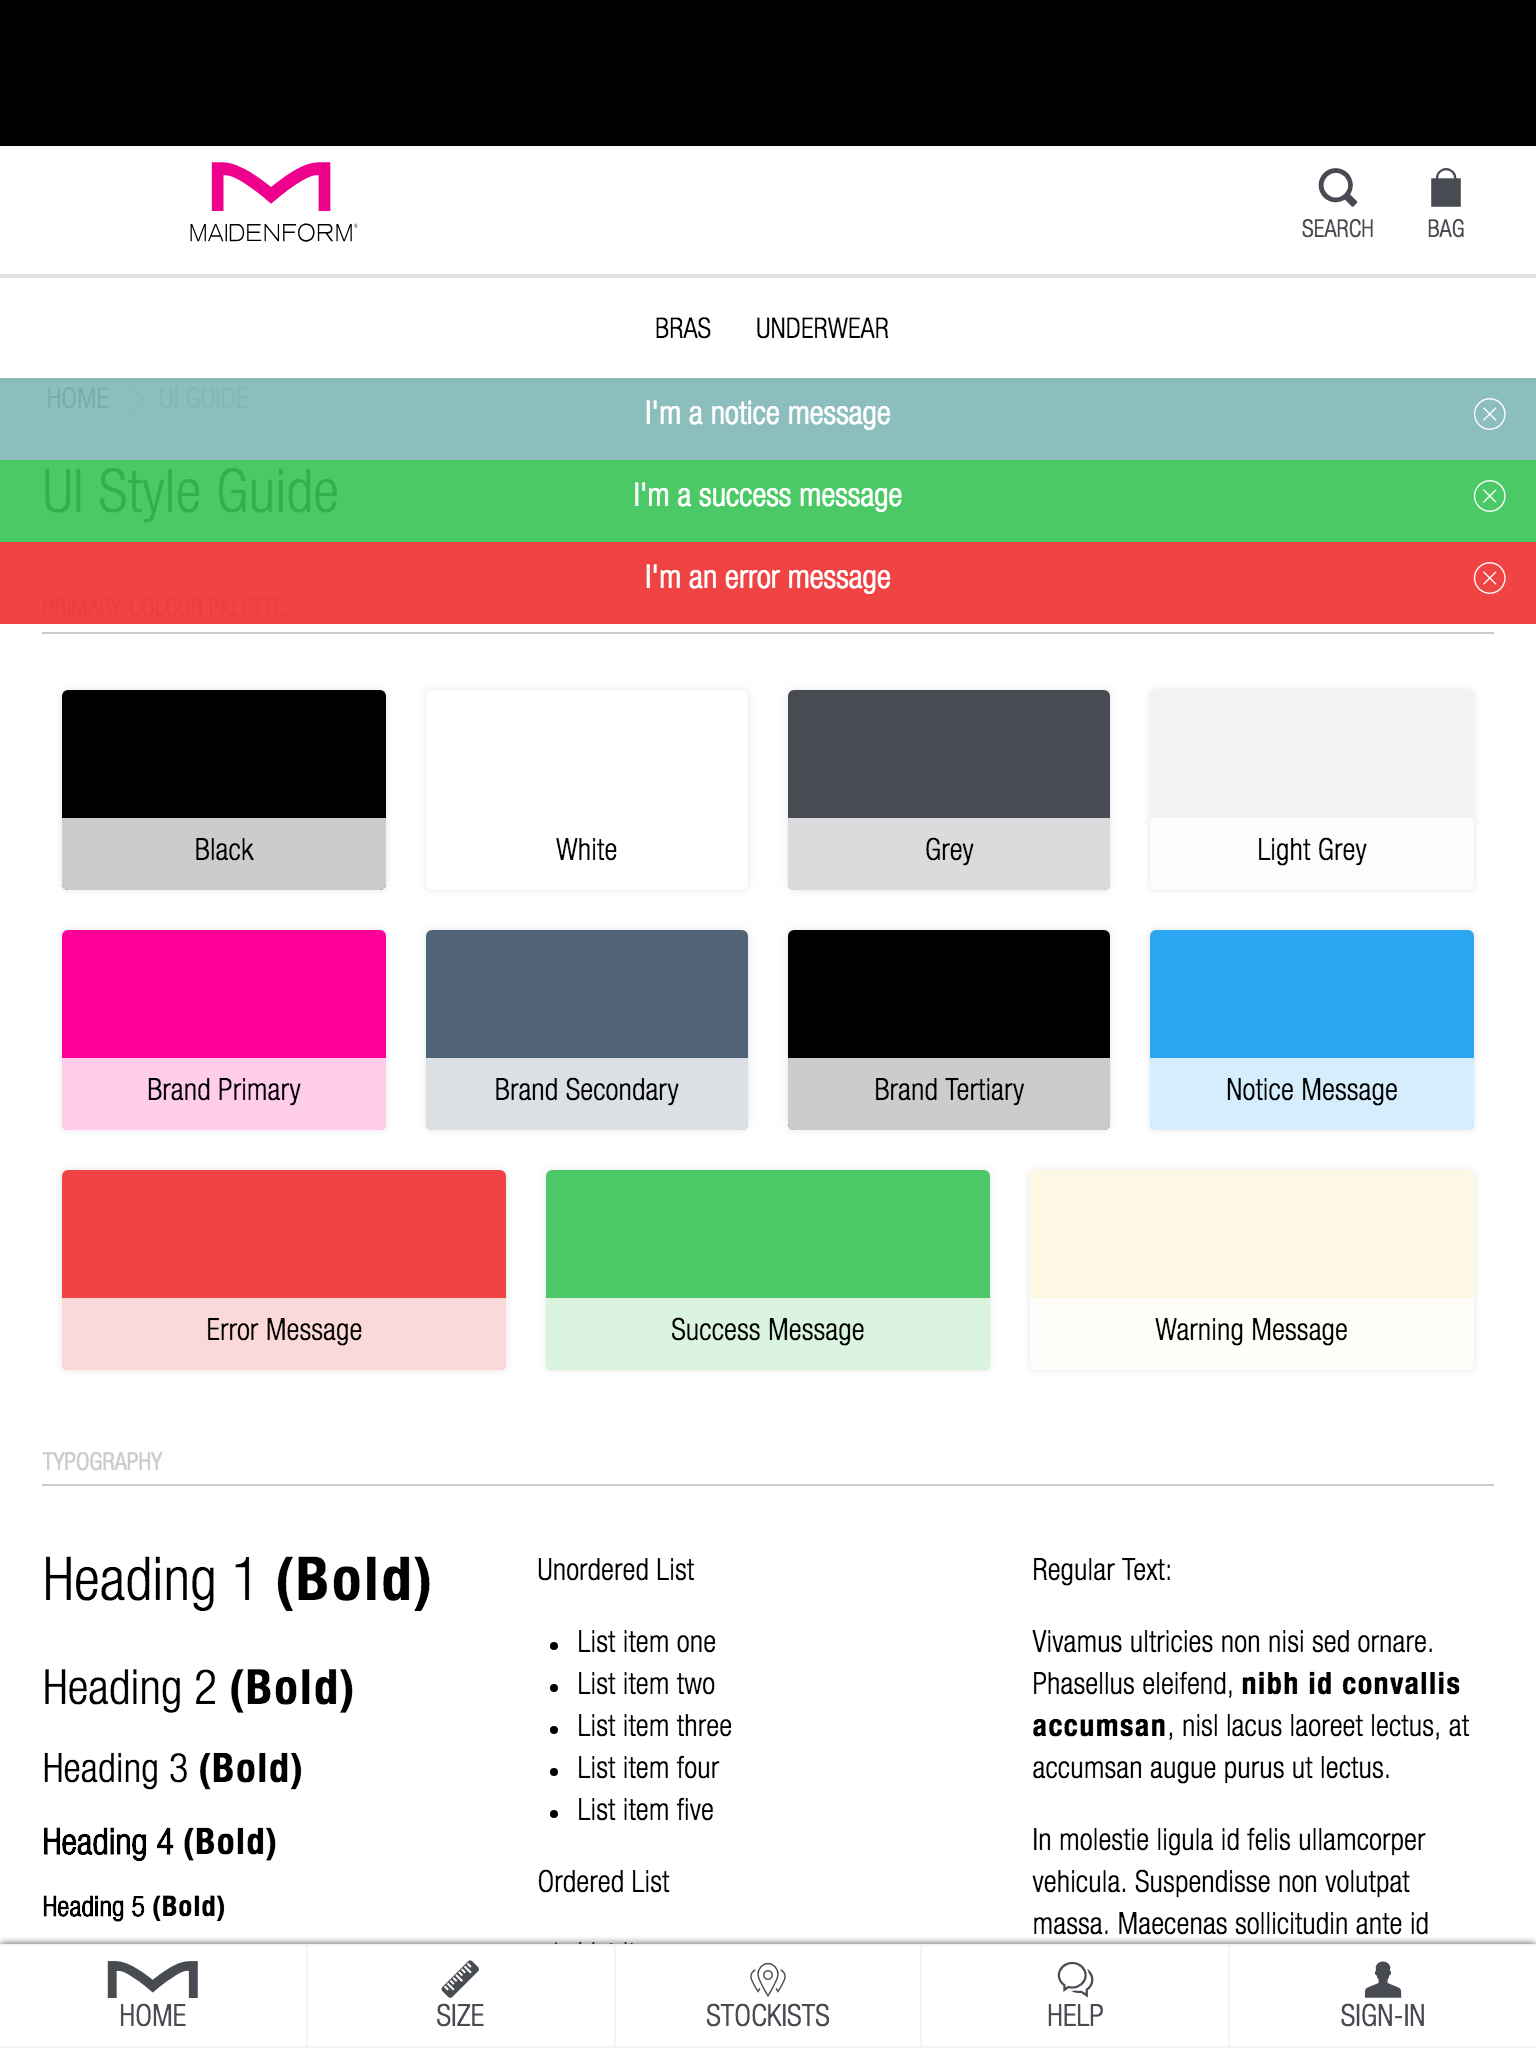 MAIDENFORM®
SEARCH
BAG
BRAS
UNDERWEAR
HOME
UI GUIDE
I'm a notice message
UI Style Guide
I'm a success message
I'm an error message
PRIMARY COLOUR PALETTE
Black
White
Grey
Light Grey
Brand Primary
Brand Secondary
Brand Tertiary
Notice Message
Error Message
Success Message
Warning Message
TYPOGRAPHY
Heading 1 (Bold)
Heading 2 (Bold)
Heading 3 (Bold)
Heading 4 (Bold)
Heading 5 (Bold)
Unordered List
List item one
List item two
List item three
List item four
List item five
Ordered List
Regular Text:
Vivamus ultricies non nisi sed ornare.
Phasellus eleifend, nibh id convallis
accumsan, nisl lacus laoreet lectus, at
accumsan augue purus ut lectus.
In molestie ligula id felis ullamcorper
vehicula. Suspendisse non volutpat
massa. Maecenas sollicitudin ante id
HOME
SIZE
STOCKISTS
HELP
SIGN-IN